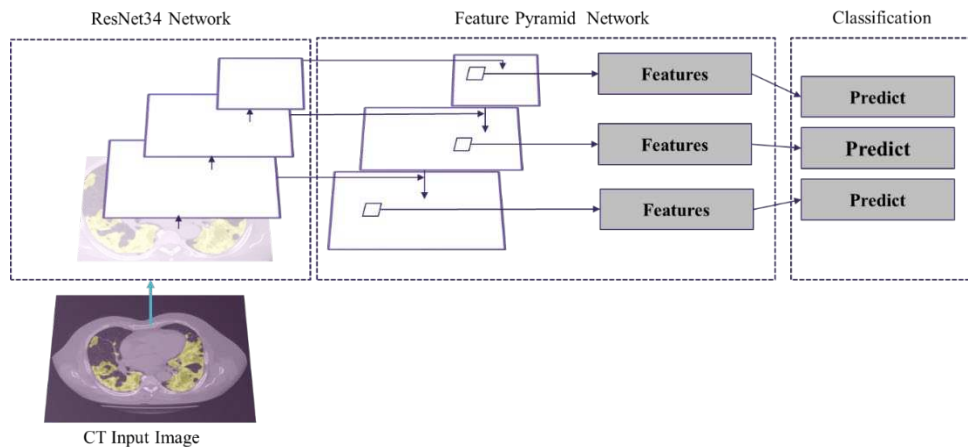 ResNet34 Network
Feature Pyramid Network
Classification
Features
Predict
Features
Predict
Features
Predict
CT Input Image